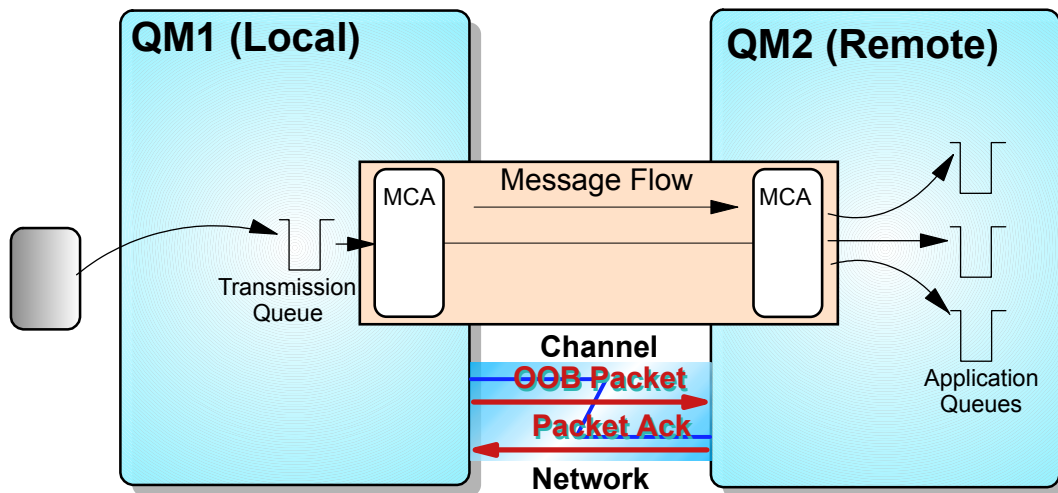 QM1 (Local)
QM2 (Remote)
MCA
Message Flow
MCA
Transmission
Queue
Channel
OOB Packet
Packet Ack
Network
Application
Queues